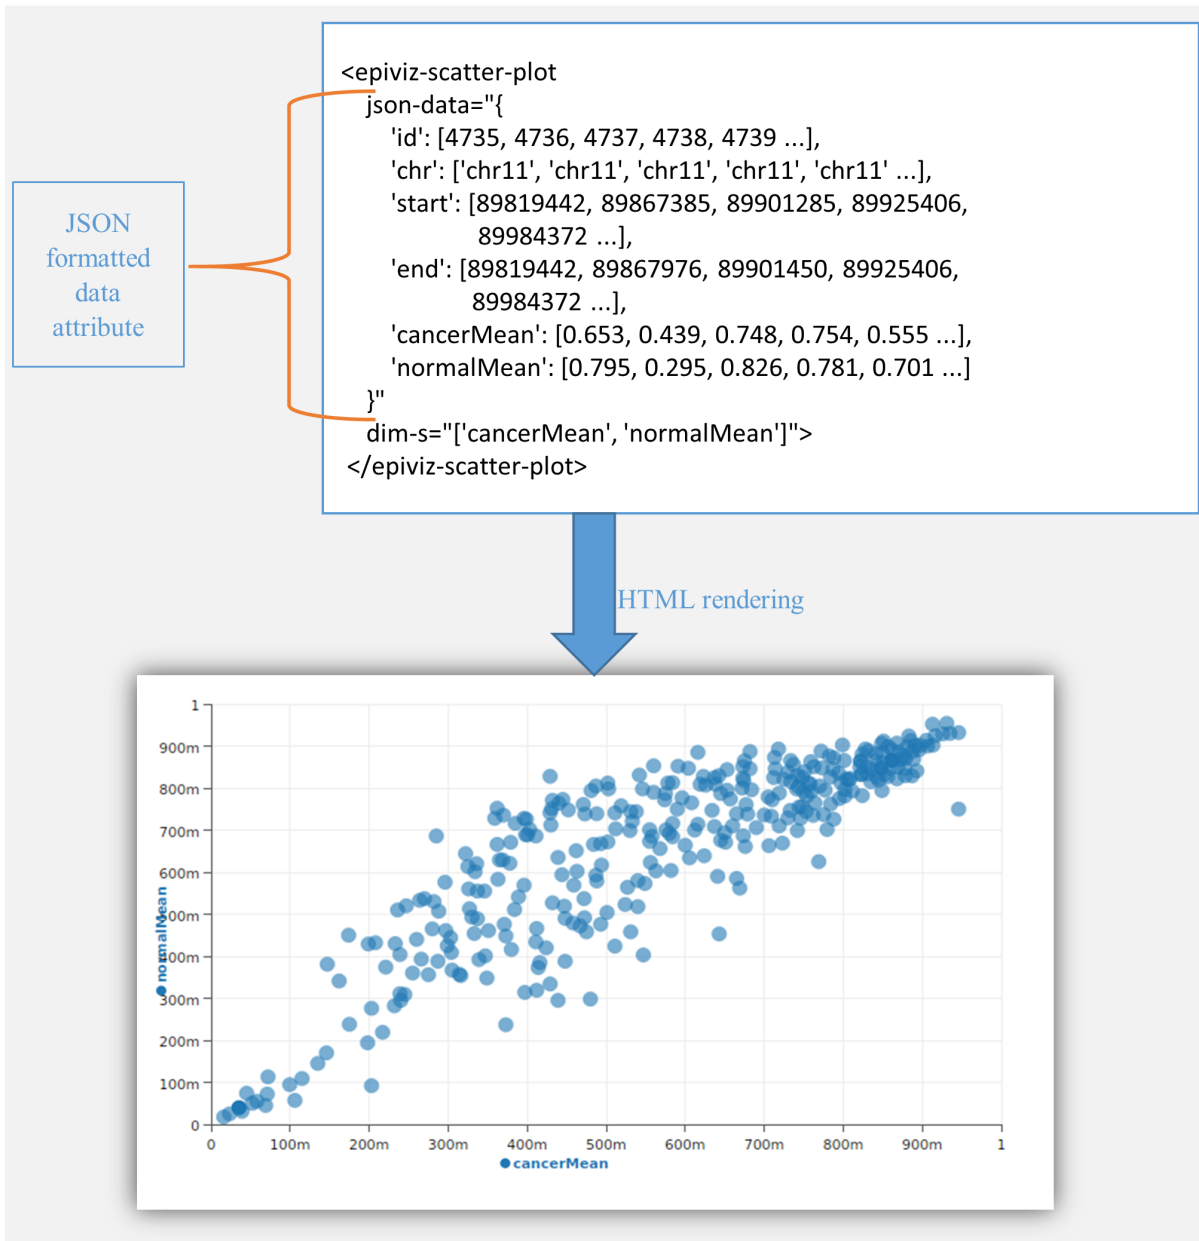 <epiviz-scatter-plot
json-data="{
'id': [4735, 4736, 4737, 4738, 4739 ...],
'chr': ['chr11', 'chr11', 'chr11', 'chr11', 'chr11' ...],
'start': [89819442, 89867385, 89901285, 89925406,
89984372 ...],
'end': [89819442, 89867976, 89901450, 89925406,
89984372 ...],
'cancerMean': [0.653, 0.439, 0.748, 0.754, 0.555 ...],
'normalMean': [0.795, 0.295, 0.826, 0.781, 0.701 ...]
}"
dim-s="['cancerMean', 'normalMean']">
</epiviz-scatter-plot>
JSON
formatted
data
attribute
HTML rendering
1
900m
800m
700m
600m
500m
400m
300m
200m
100m
0
normalMean
0 100m 200m 300m 400m 500m 600m 700m 800m 900m 1
cancerMean